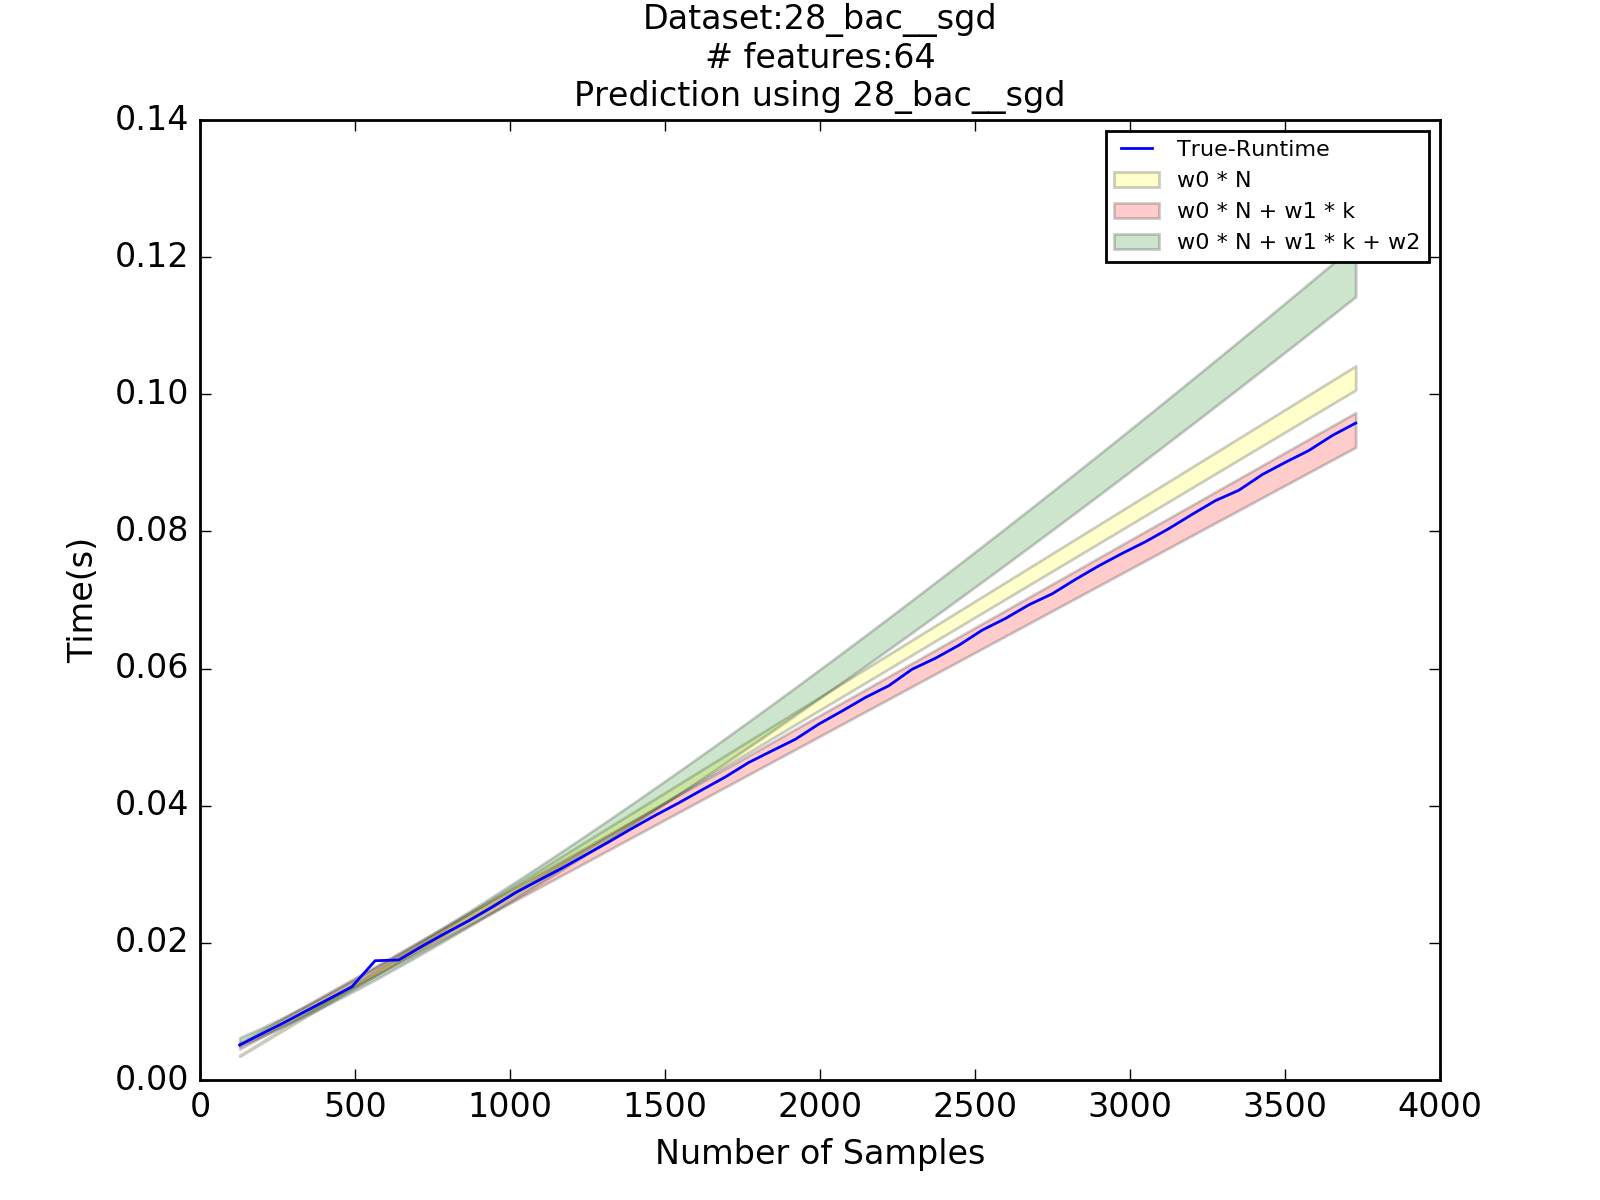 Dataset:28_bac__sgd
# features:64
Prediction using 28_bac__sgd
0.14
0.12
0.10
0.08
0.06
0.04
0.02
0.00
Time(s)
True-Runtime
w0 * N
w0 * N + w1 * k
w0 * N + w1 * k + w2
0 500 1000 1500 2000 2500 3000 3500 4000
Number of Samples